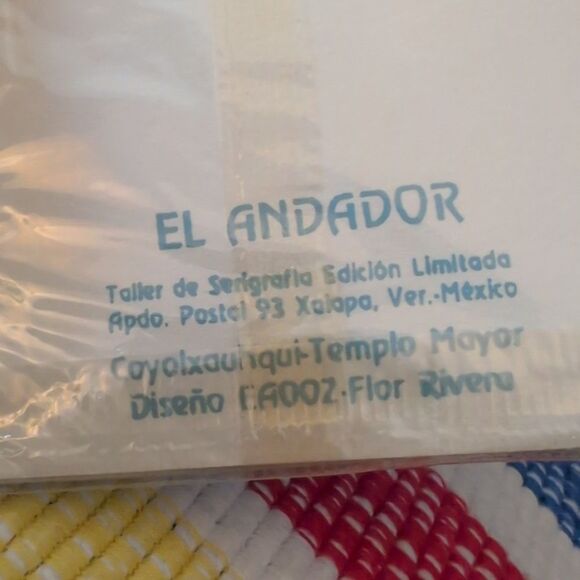 EL ANDADOR
Taller de Serigrafia Edición Limitada
Apdo. Postal 93 Xalapa, Ver.-México
Coyolxauhqui-Templo Mayor
Diseño EA002-Flor Rivera